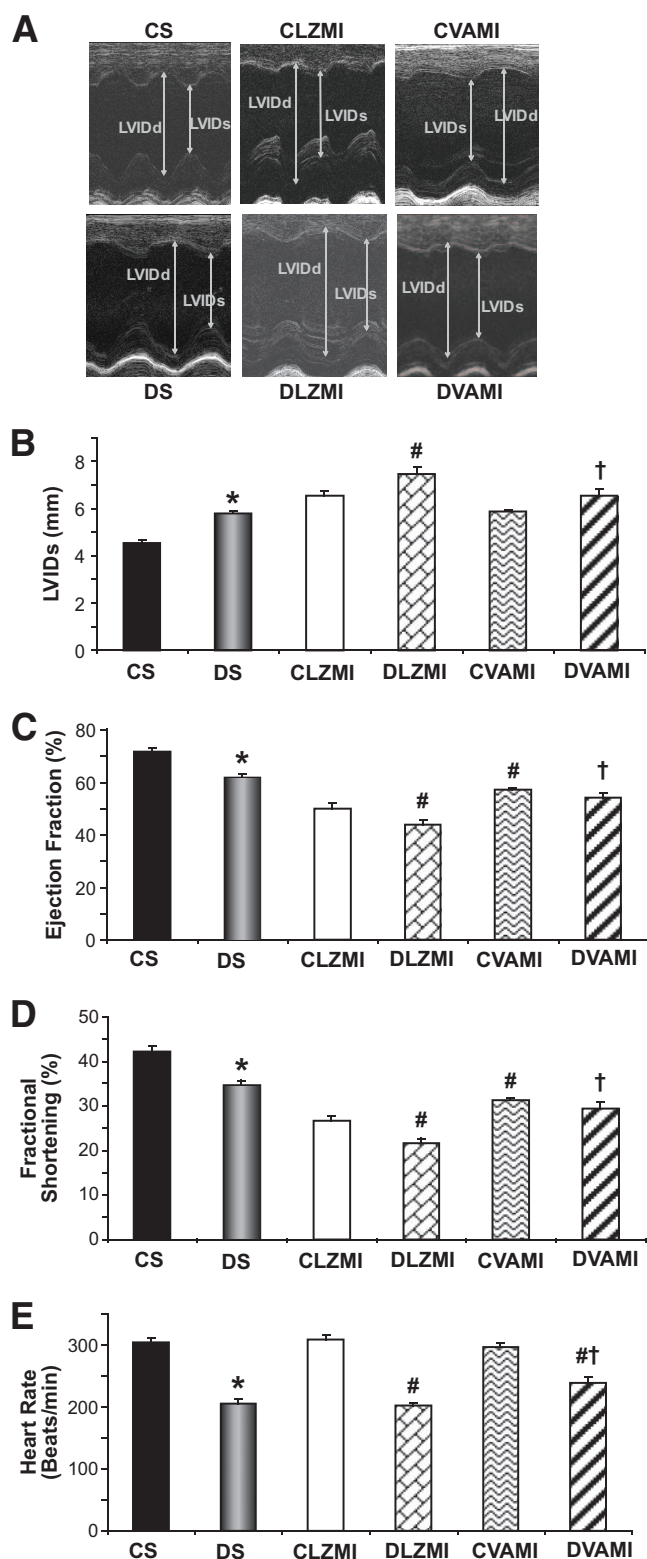 A
CS CLZMI CVAMI
LVIDd LVIDs LVIDd LVIDs LVIDs LVIDd
LVIDd LVIDs LVIDd LVIDs LVIDd LVIDs
DS DLZMI DVAMI
B
LVIDs (mm)
8
6
4
2
0
* # †
CS DS CLZMI DLZMI CVAMI DVAMI
C
Ejection Fraction (%)
80
60
40
20
0
* # # †
CS DS CLZMI DLZMI CVAMI DVAMI
D
Fractional
Shortening (%)
50
40
30
20
10
0
* # # †
CS DS CLZMI DLZMI CVAMI DVAMI
E
Heart Rate
(Beats/min)
300
200
100
0
* # #†
CS DS CLZMI DLZMI CVAMI DVAMI